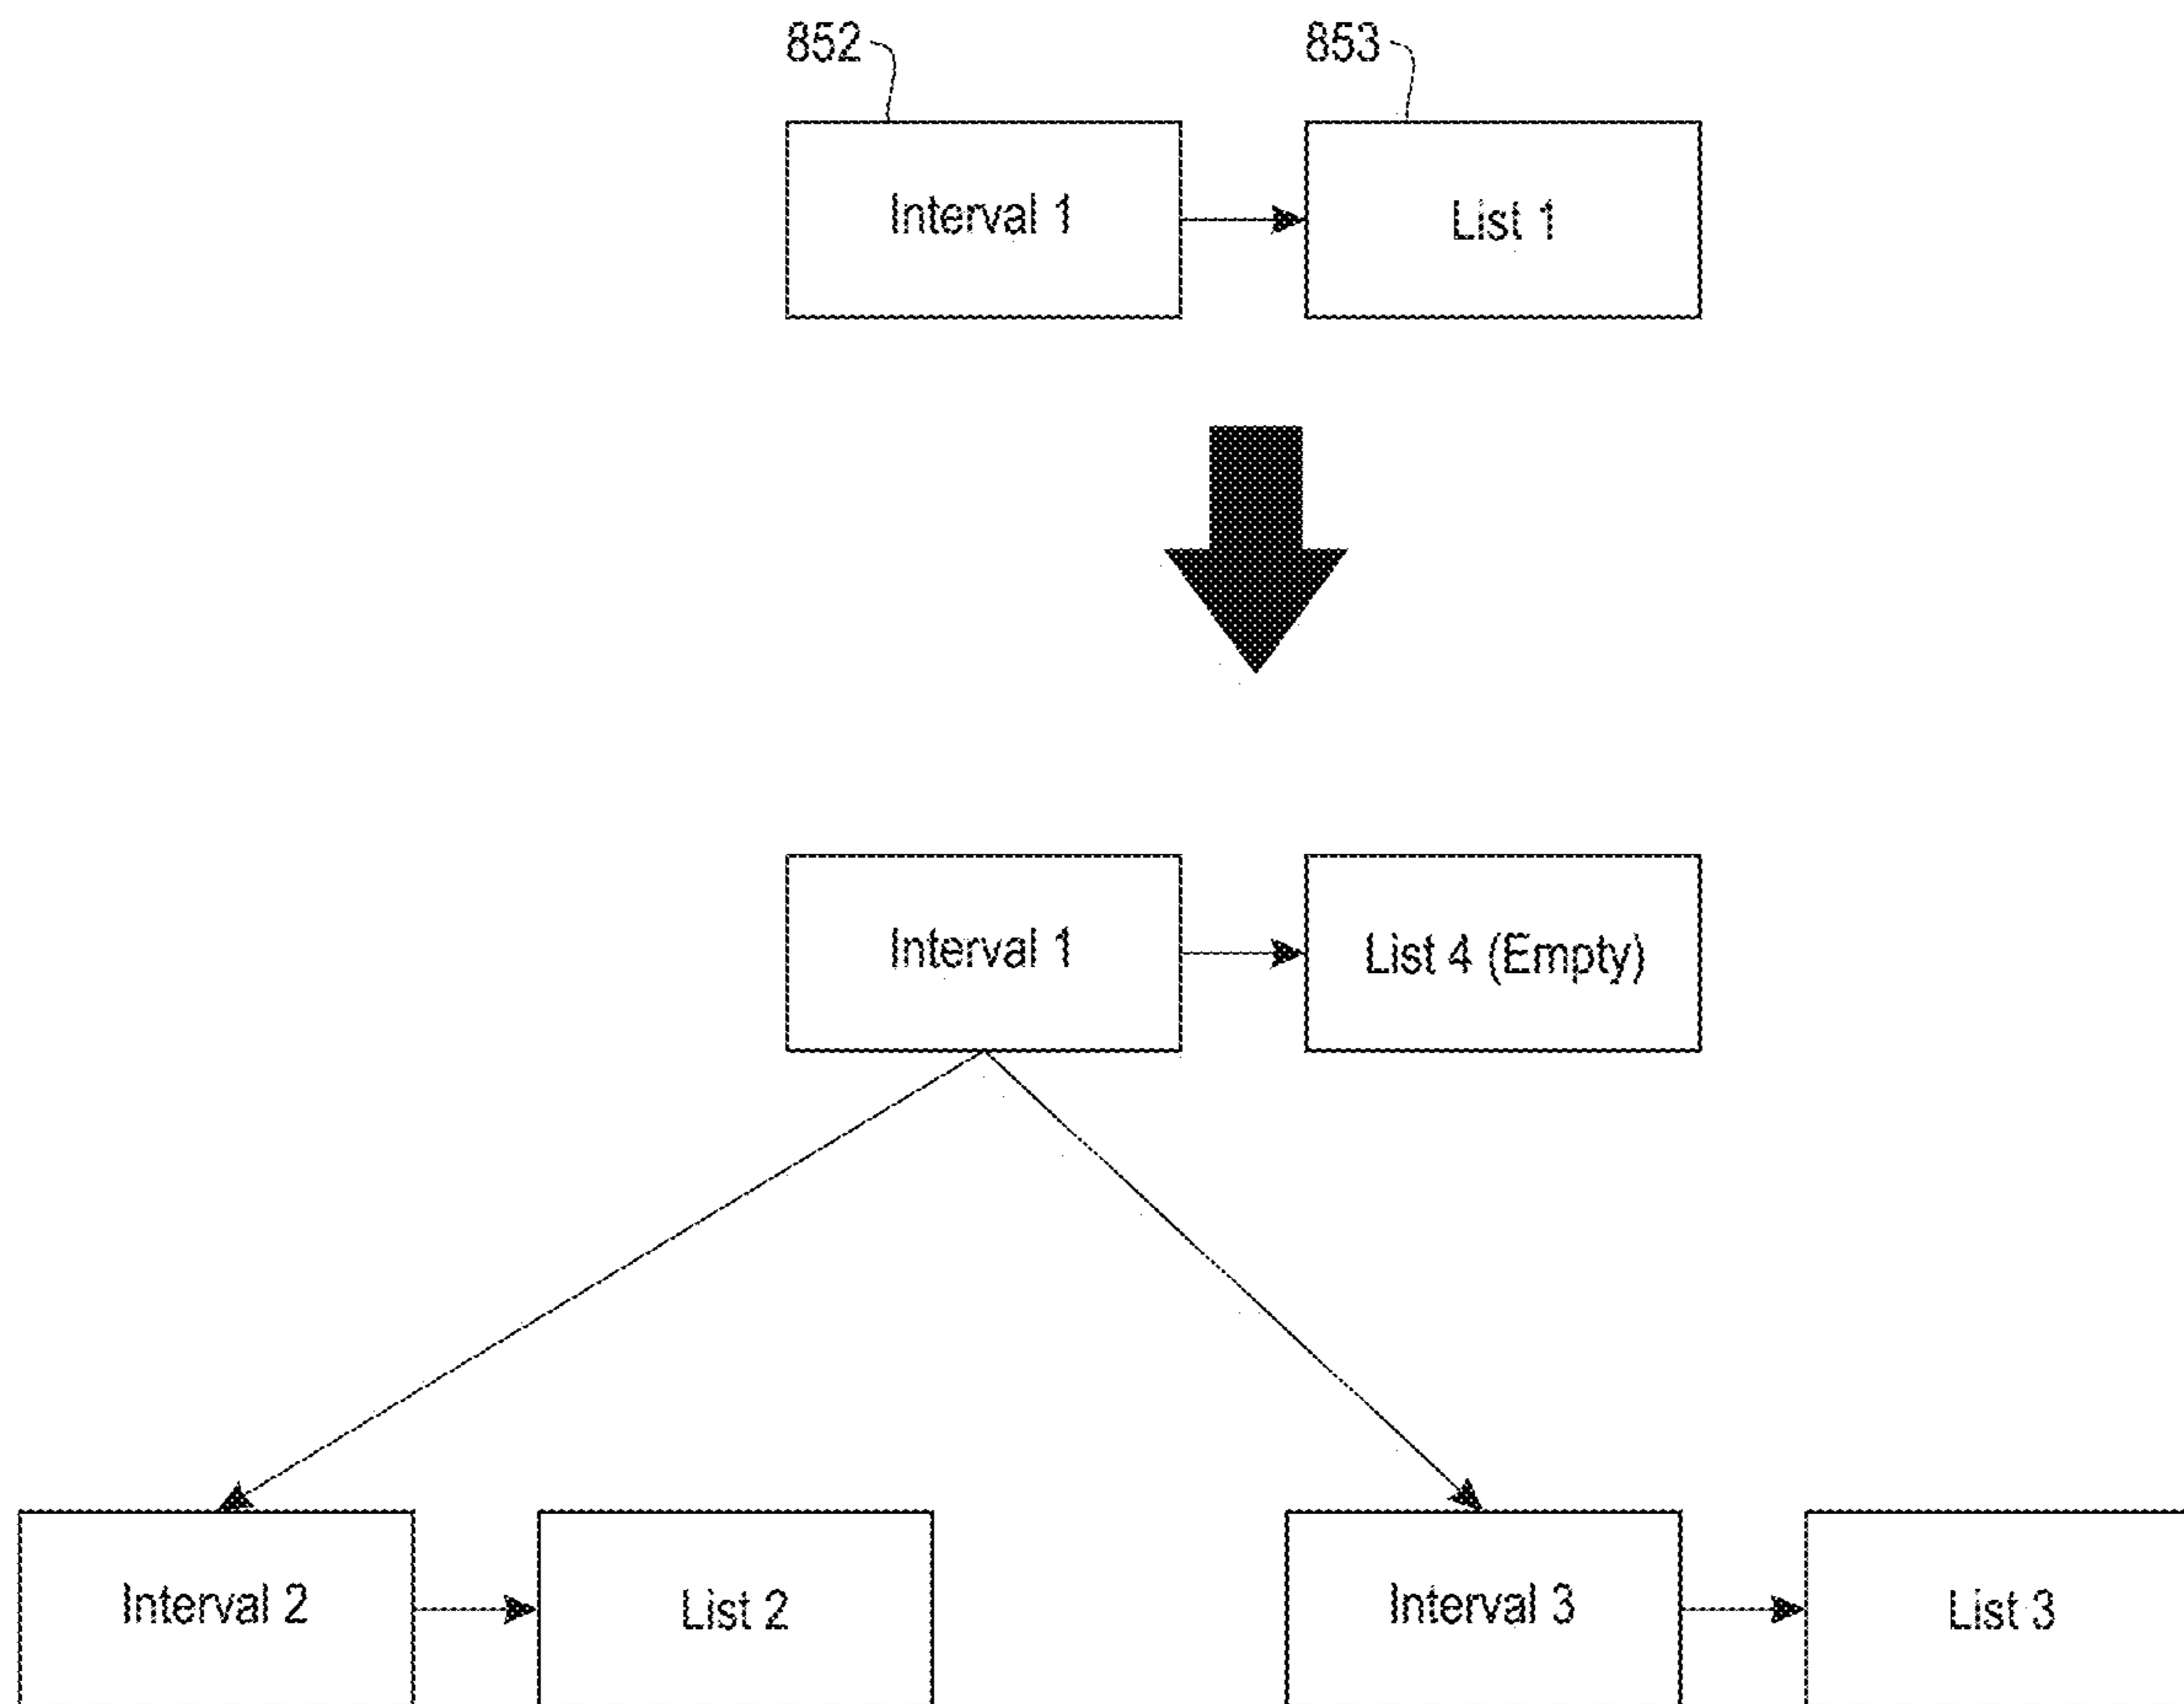 852
853
Interval 1
List 1
Interval 1
List 4 (Empty)
Interval 2
List 2
Interval 3
List 3